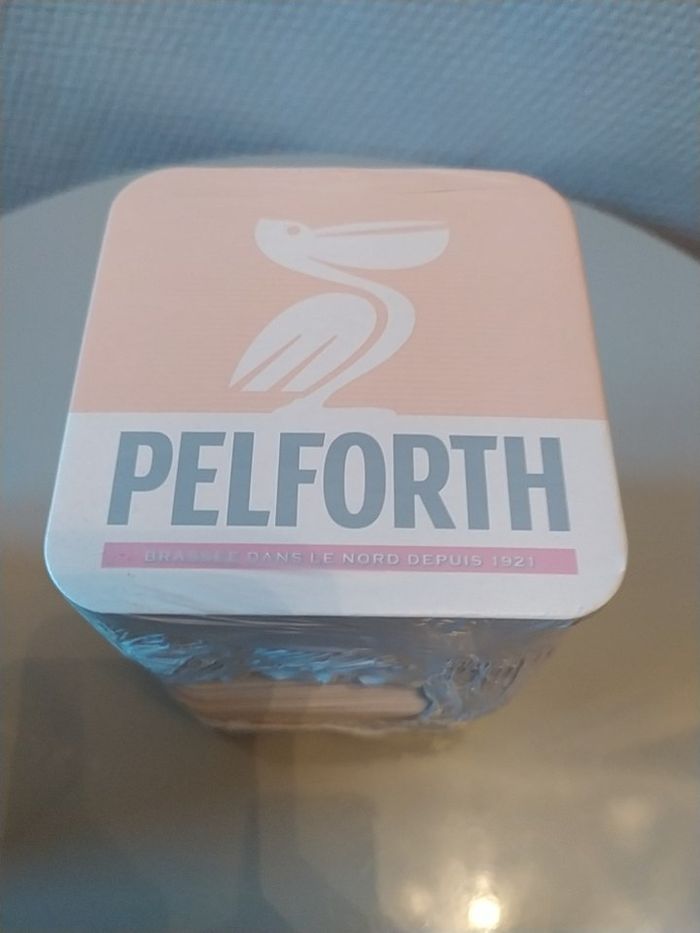 PELFORTH
BRASSÉE DANS LE NORD DEPUIS 1921